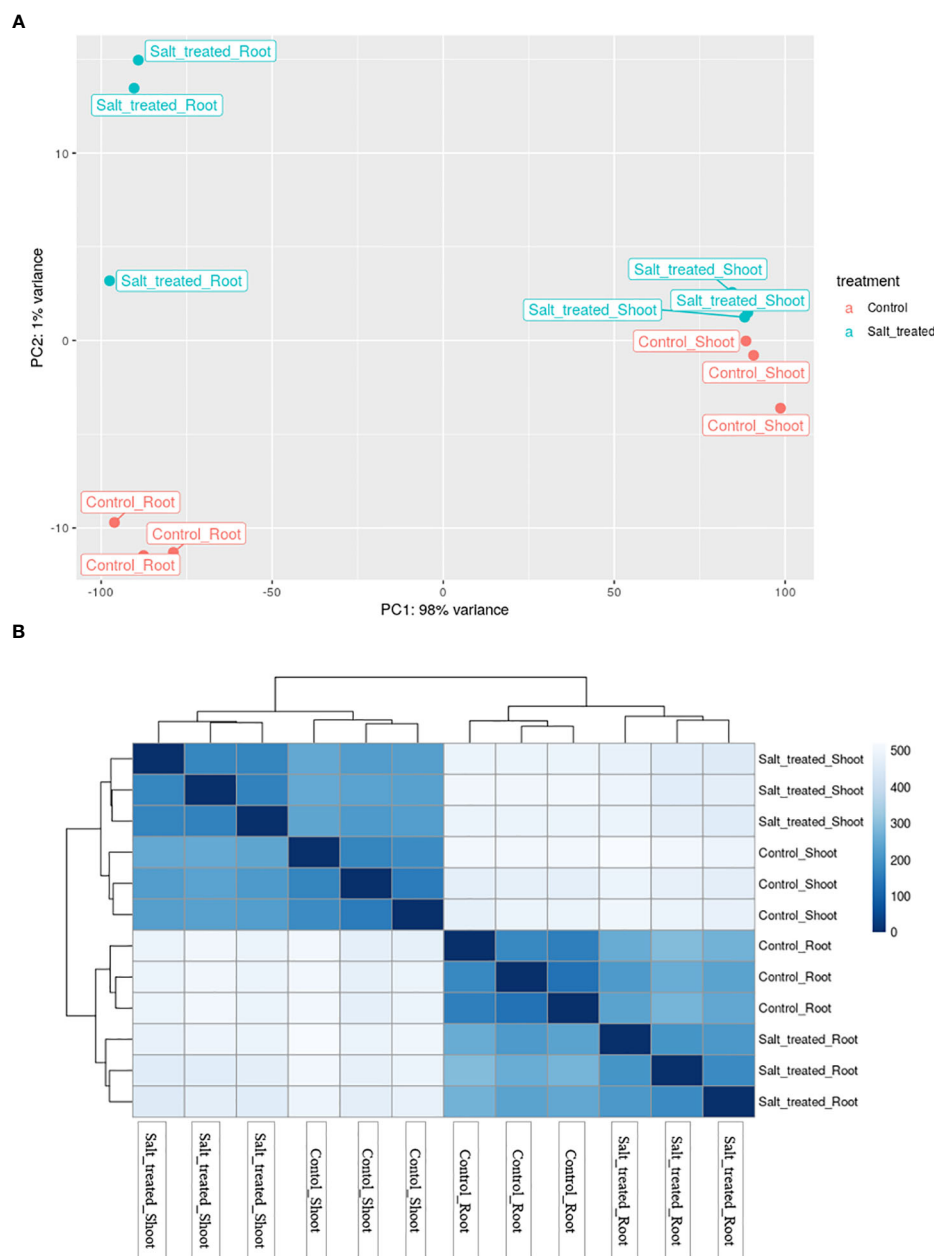 A
Salt_treated_Root
Salt_treated_Root
10
Salt_treated_Root
Salt_treated_Shoot
Salt_treated_Shoot
Salt_treated_Shoot
treatment
a Control
a Salt_treated
PC2: 1% variance
0
Control_Shoot
Control_Shoot
Control_Shoot
Control_Root
Control_Root
Control_Root
-10
-100
-50
0
50
100
PC1: 98% variance
B
Salt_treated_Shoot
Salt_treated_Shoot
Salt_treated_Shoot
Control_Shoot
Control_Shoot
Control_Shoot
Control_Root
Control_Root
Control_Root
Salt_treated_Root
Salt_treated_Root
Salt_treated_Root
500
400
300
200
100
0
Salt_treated_Shoot
Salt_treated_Shoot
Salt_treated_Shoot
Contol_Shoot
Contol_Shoot
Contol_Shoot
Control_Root
Control_Root
Control_Root
Salt_treated_Root
Salt_treated_Root
Salt_treated_Root